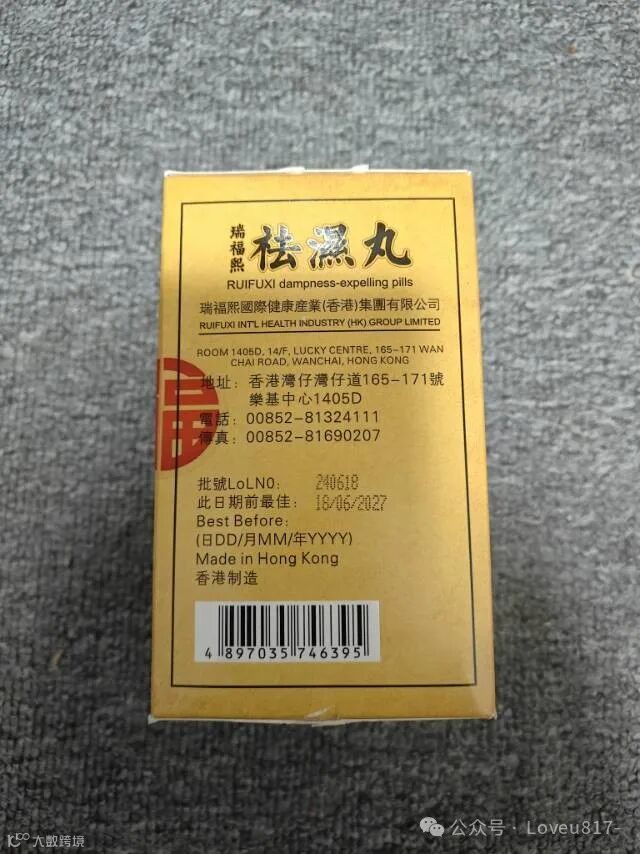 瑞福熙
祛濕丸
RUIFUXI dampness-expelling pills
瑞福熙國際健康産業(香港)集團有限公司
RUIFUXI INT'L HEALTH INDUSTRY (HK) GROUP LIMITED
ROOM 1405D, 14/F, LUCKY CENTRE, 165-171 WAN
CHAI ROAD, WANCHAI, HONG KONG
地址：香港灣仔灣仔道165-171號
樂基中心1405D
電話：00852-81324111
傳真：00852-81690207
批號LoLNO: 240618
此日期前最佳：18/06/2027
Best Before:
(日DD/月MM/年YYYY)
Made in Hong Kong
香港制造
4 897035 746395
大數跨境
公众号 · Loveu817-